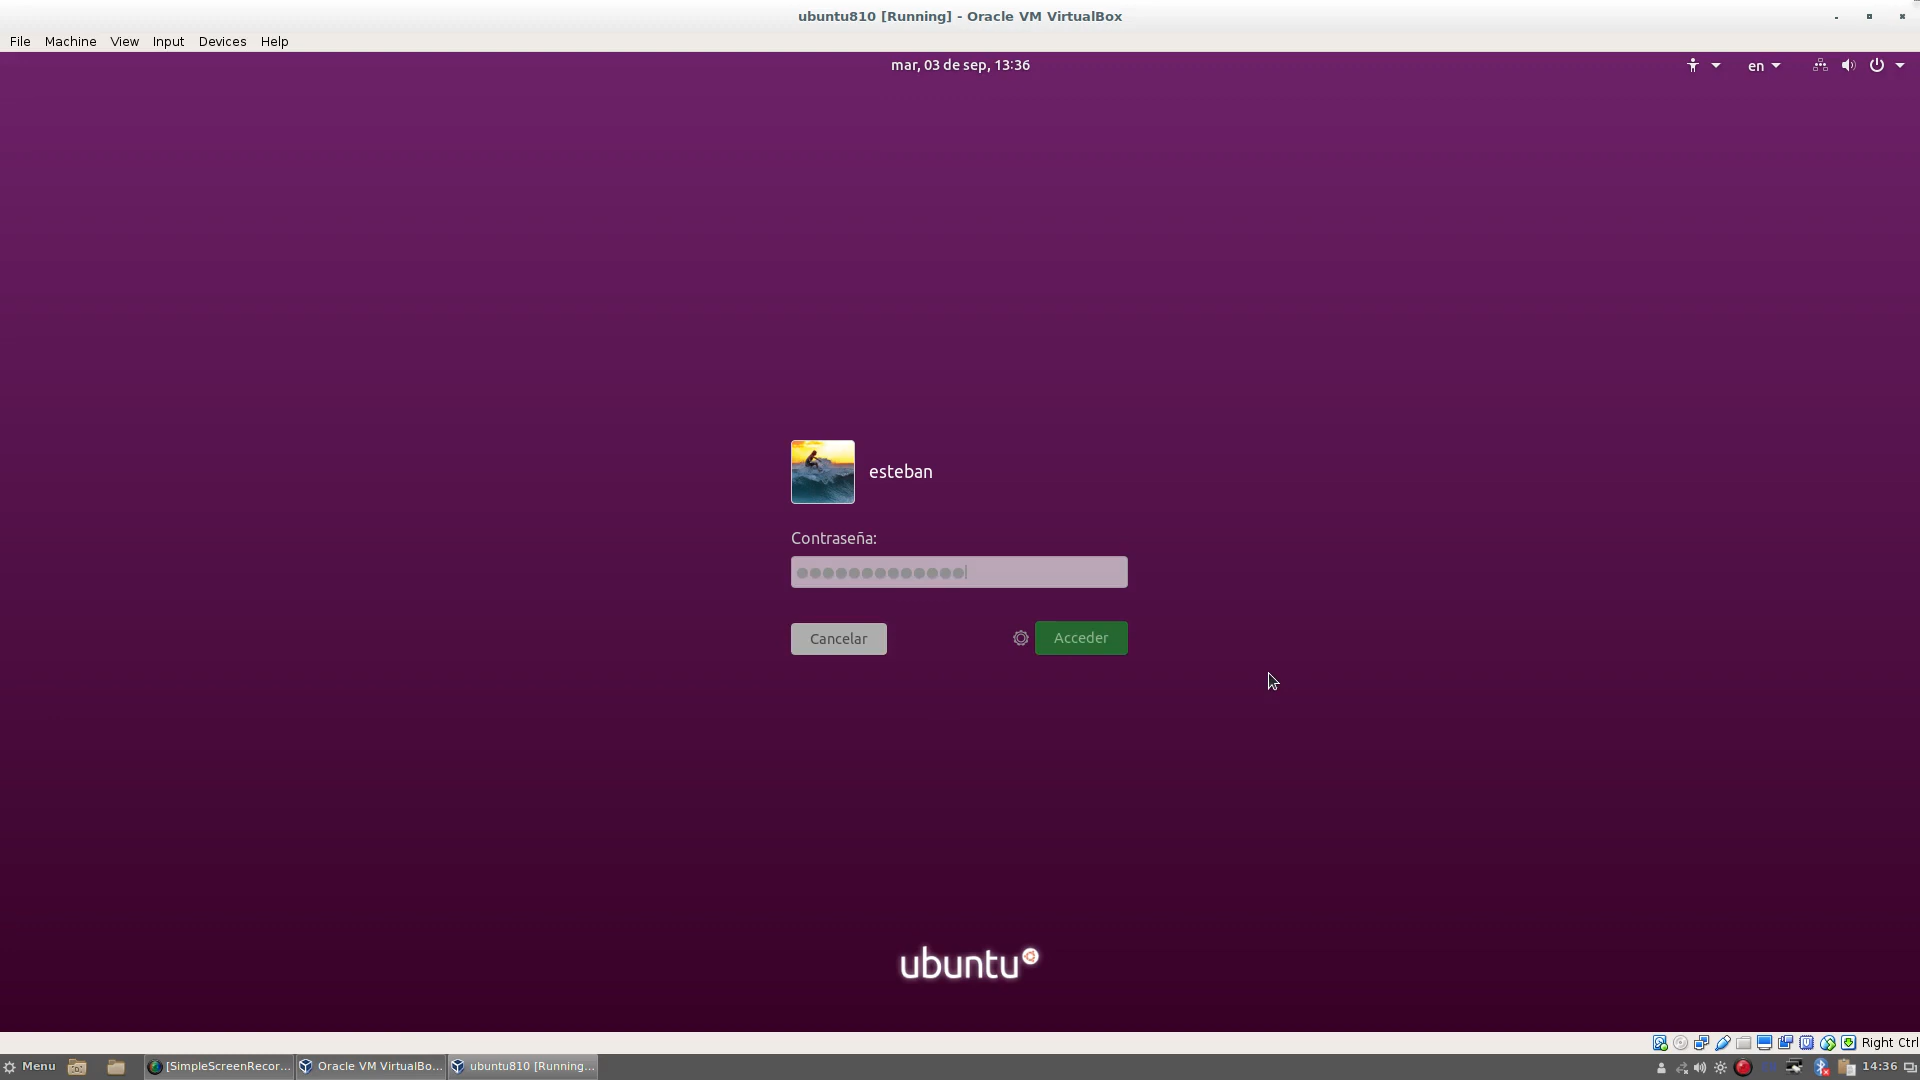 ubuntu810 [Running] - Oracle VM VirtualBox
File Machine View Input Devices Help
mar, 03 de sep, 13:36
en
esteban
Contraseña:
Cancelar
Acceder
ubuntu
Right Ctrl
Menu
[SimpleScreenRecor...
Oracle VM VirtualBo...
ubuntu810 [Running...
14:36